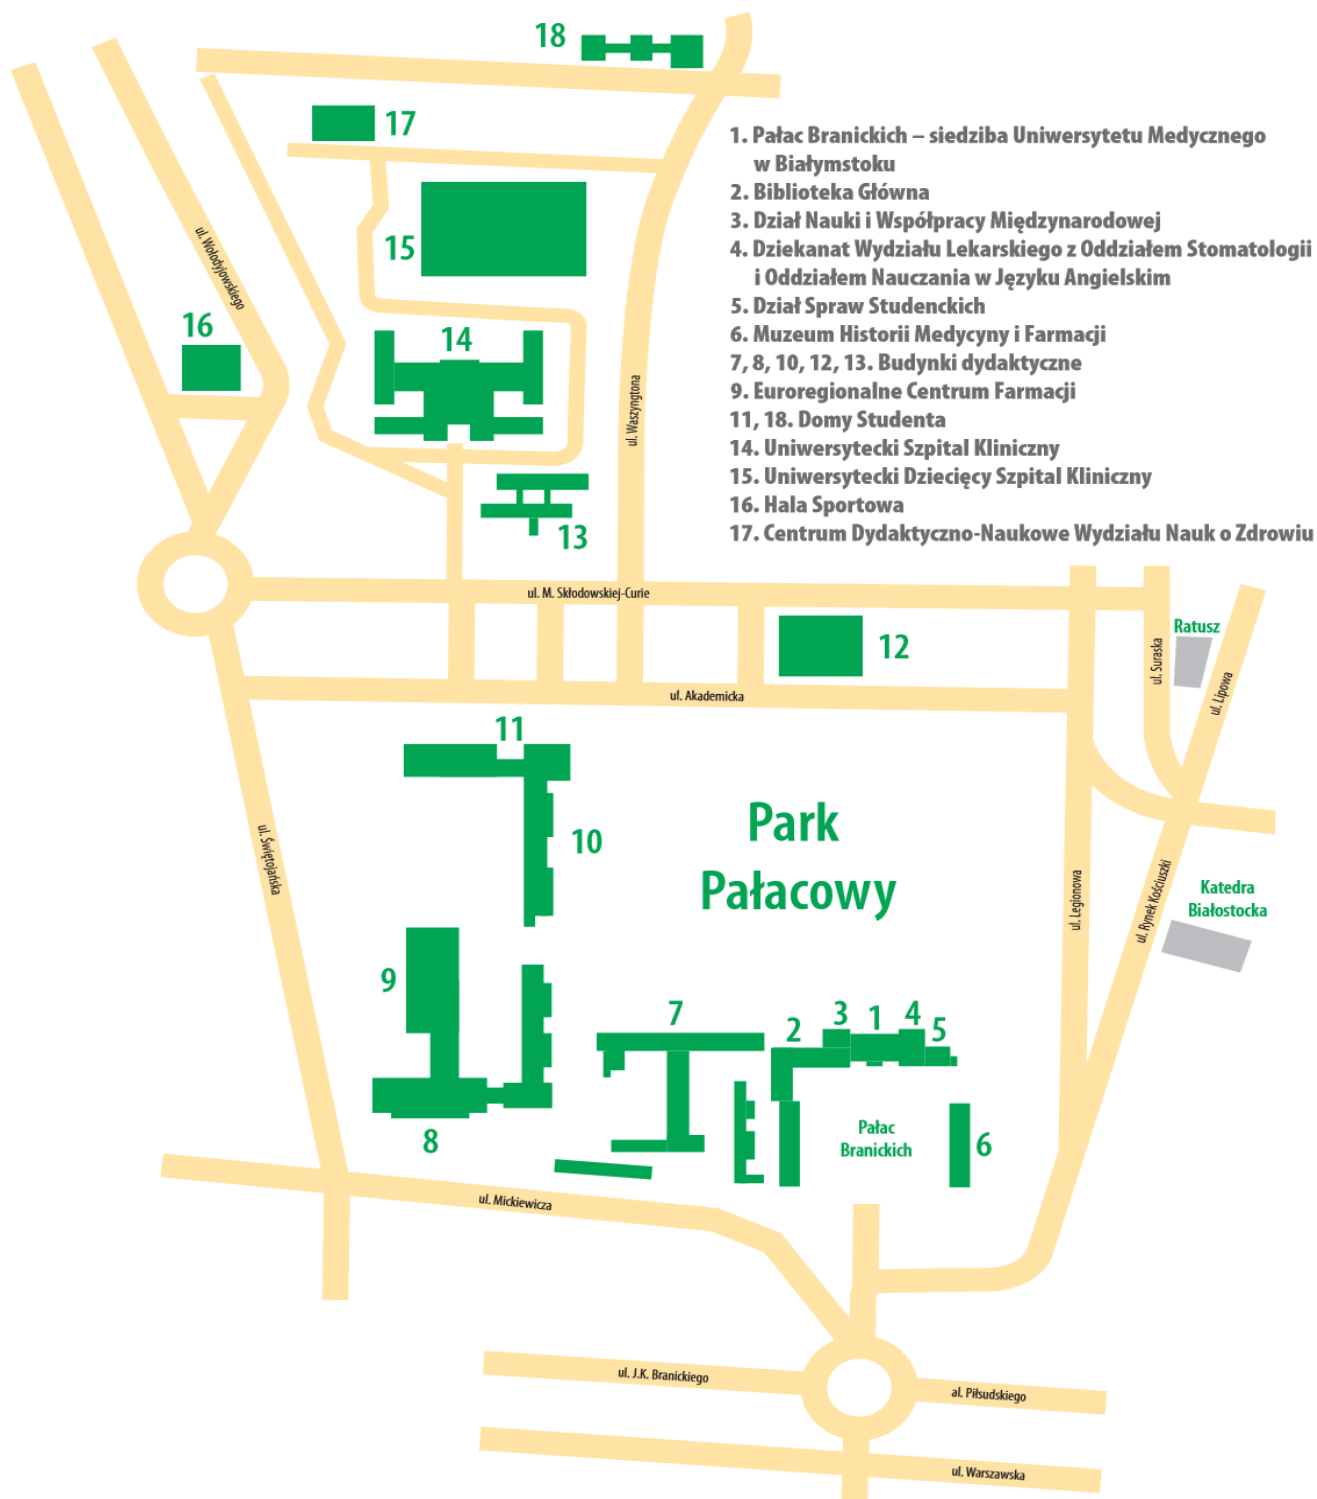 18
17
1. Pałac Branickich – siedziba Uniwersytetu Medycznego
w Białymstoku
2. Biblioteka Główna
3. Dział Nauki i Współpracy Międzynarodowej
4. Dziekanat Wydziału Lekarskiego z Oddziałem Stomatologii
i Oddziałem Nauczania w Języku Angielskim
5. Dział Spraw Studenckich
6. Muzeum Historii Medycyny i Farmacji
7, 8, 10, 12, 13. Budynki dydaktyczne
9. Euroregionalne Centrum Farmacji
11, 18. Domy Studenta
14. Uniwersytecki Szpital Kliniczny
15. Uniwersytecki Dziecięcy Szpital Kliniczny
16. Hala Sportowa
17. Centrum Dydaktyczno-Naukowe Wydziału Nauk o Zdrowiu
15
ul. Wołodyjowskiego
16
14
ul. Waszyngtona
13
ul. M. Skłodowskiej-Curie
12
Ratusz
ul. Suraska
ul. Lipowa
ul. Akademicka
11
10
Park
Pałacowy
ul. Świętojańska
ul. Legionowa
ul. Rynek Kościuszki
Katedra
Białostocka
9
7
2
3
1
4
5
8
Pałac
Branickich
6
ul. Mickiewicza
ul. J.K. Branickiego
al. Piłsudskiego
ul. Warszawska